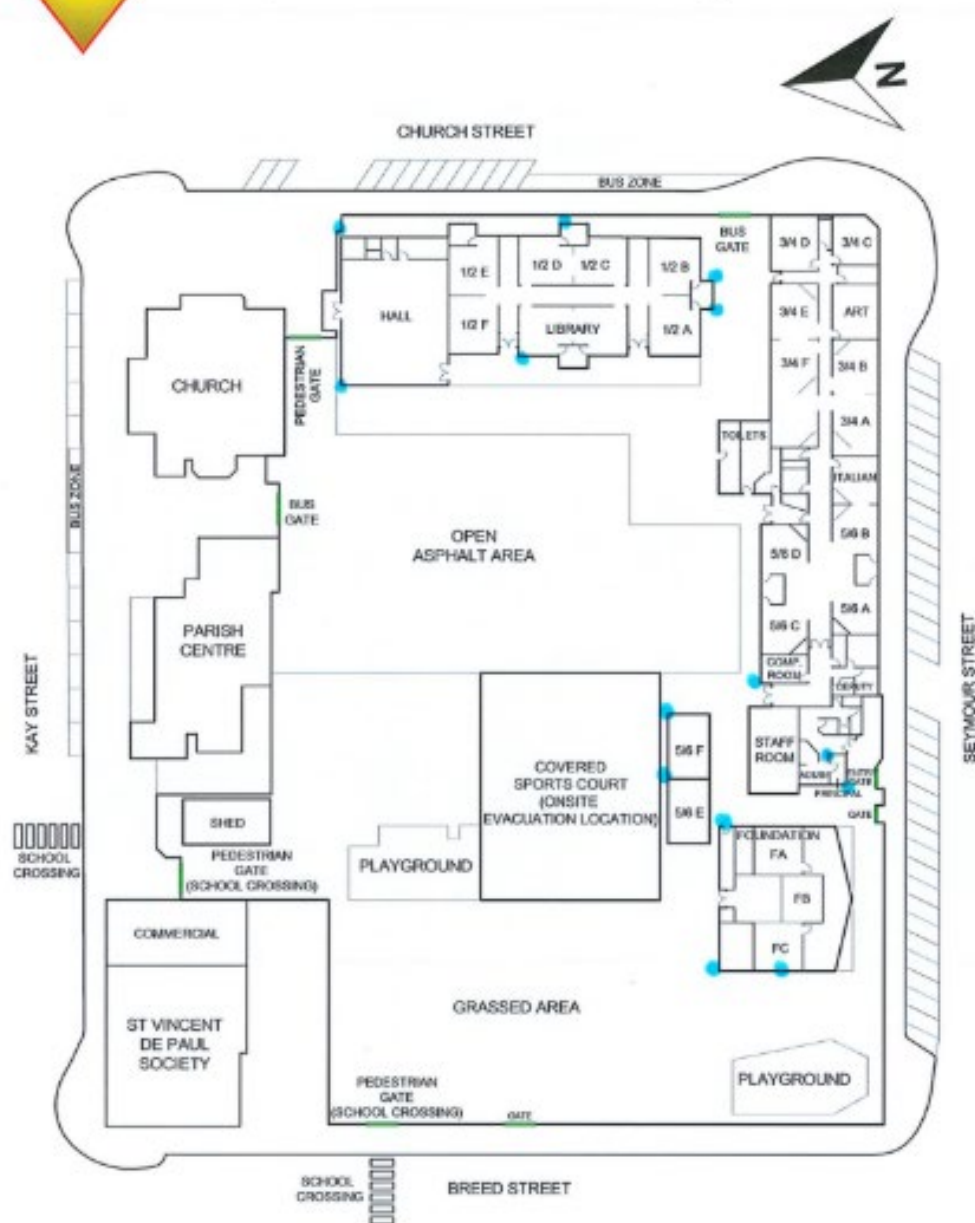 N
CHURCH STREET
BUS ZONE
BUS
GATE
3/4 D
3/4 C
1/2 E
1/2 D
1/2 C
1/2 B
HALL
3/4 E
ART
1/2 F
LIBRARY
1/2 A
3/4 F
3/4 B
CHURCH
PEDESTRIAN
GATE
3/4 A
TOILETS
ITALIAN
BUS ZONE
BUS
GATE
OPEN
ASPHALT AREA
5/6 B
5/6 D
5/6 A
5/6 C
PARISH
CENTRE
COMP.
ROOM
DEPUTY
KAY STREET
SEYMOUR STREET
5/6 F
STAFF
ROOM
COVERED
SPORTS COURT
(ONSITE
EVACUATION LOCATION)
ENTRY
GATE
PRINCIPAL
GATE
5/6 E
SHED
SCHOOL
CROSSING
PEDESTRIAN
GATE
(SCHOOL CROSSING)
PLAYGROUND
FOUNDATION
FA
FB
FC
COMMERCIAL
ST VINCENT
DE PAUL
SOCIETY
GRASSED AREA
PLAYGROUND
PEDESTRIAN
GATE
(SCHOOL CROSSING)
GATE
SCHOOL
CROSSING
BREED STREET